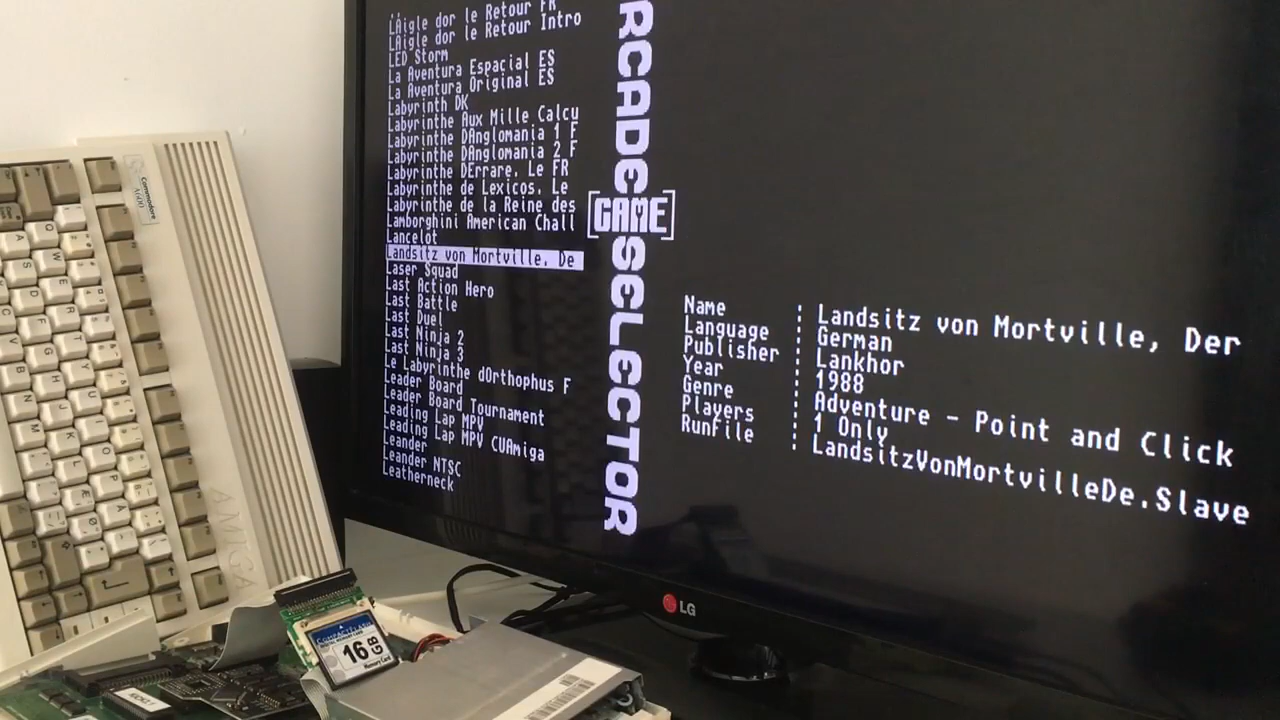 LAigle dor le Retour FR
LAigle dor le Retour Intro
LED Storm
La Aventura Espacial ES
La Aventura Original ES
Labyrinth DK
Labyrinthe Aux Mille Calcu
Labyrinthe DAnglomania 1 F
Labyrinthe DAnglomania 2 F
Labyrinthe DErrare, Le FR
Labyrinthe de Lexicos, Le
Labyrinthe de la Reine des
Lamborghini American Chall
Lancelot
Landsitz von Mortville, De
Laser Squad
Last Action Hero
Last Battle
Last Duel
Last Ninja 2
Last Ninja 3
Le Labyrinthe dOrthophus F
Leader Board
Leader Board Tournament
Leading Lap MPV
Leading Lap MPV CUAmiga
Leander
Leander NTSC
Leatherneck
RCADE
GAME
SELECTOR
Name : Landsitz von Mortville, Der
Language : German
Publisher : Lankhor
Year : 1988
Genre : Adventure - Point and Click
Players : 1 Only
RunFile : LandsitzVonMortvilleDe.Slave
LG
Commodore
A600
AMIGA
COMPACTFLASH
16 GB
Memory Card